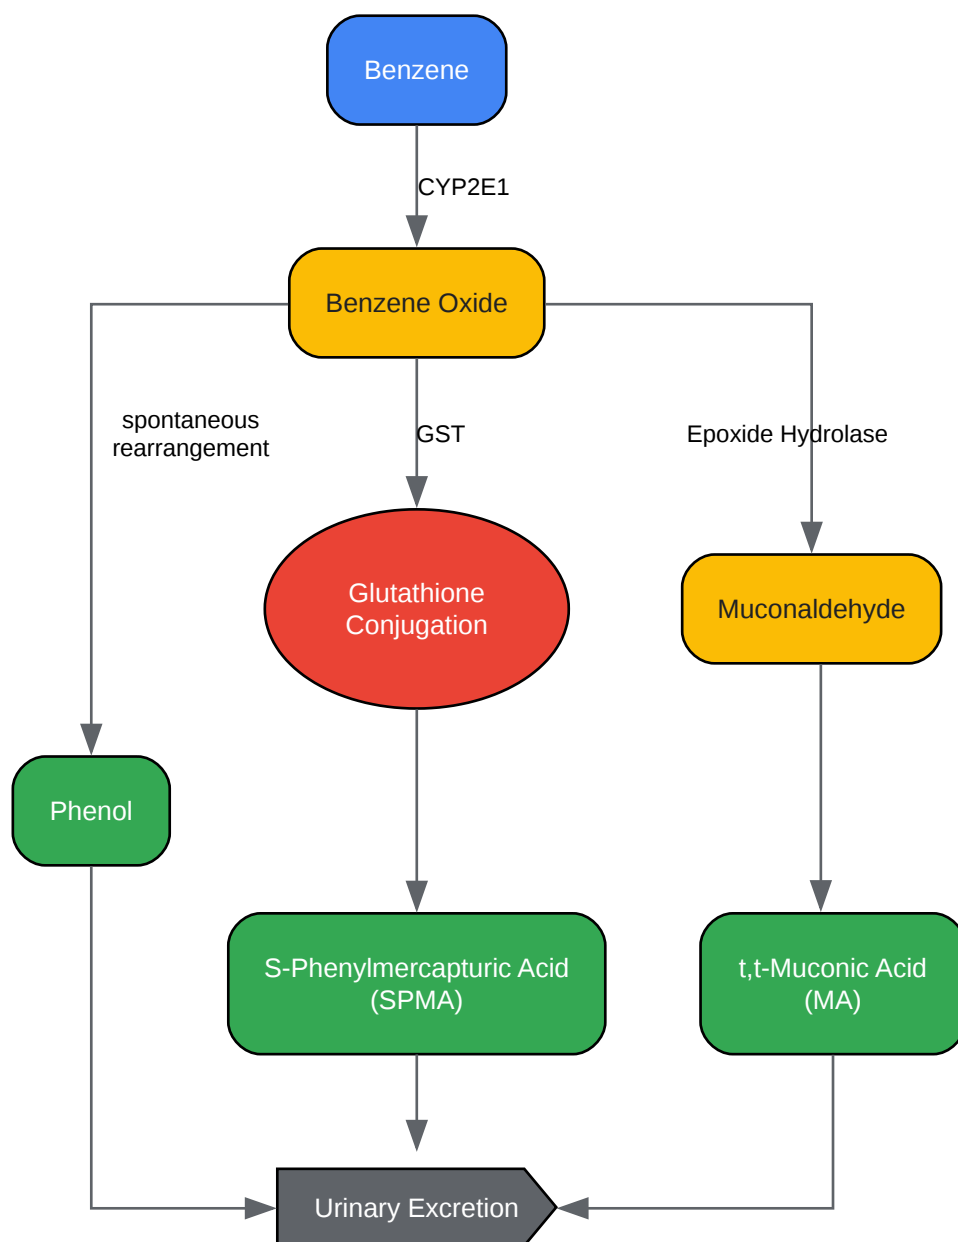 Benzene
CYP2E1
Benzene Oxide
spontaneous
rearrangement
GST
Epoxide Hydrolase
Glutathione
Conjugation
Muconaldehyde
Phenol
S-Phenylmercapturic Acid
(SPMA)
t,t-Muconic Acid
(MA)
Urinary Excretion